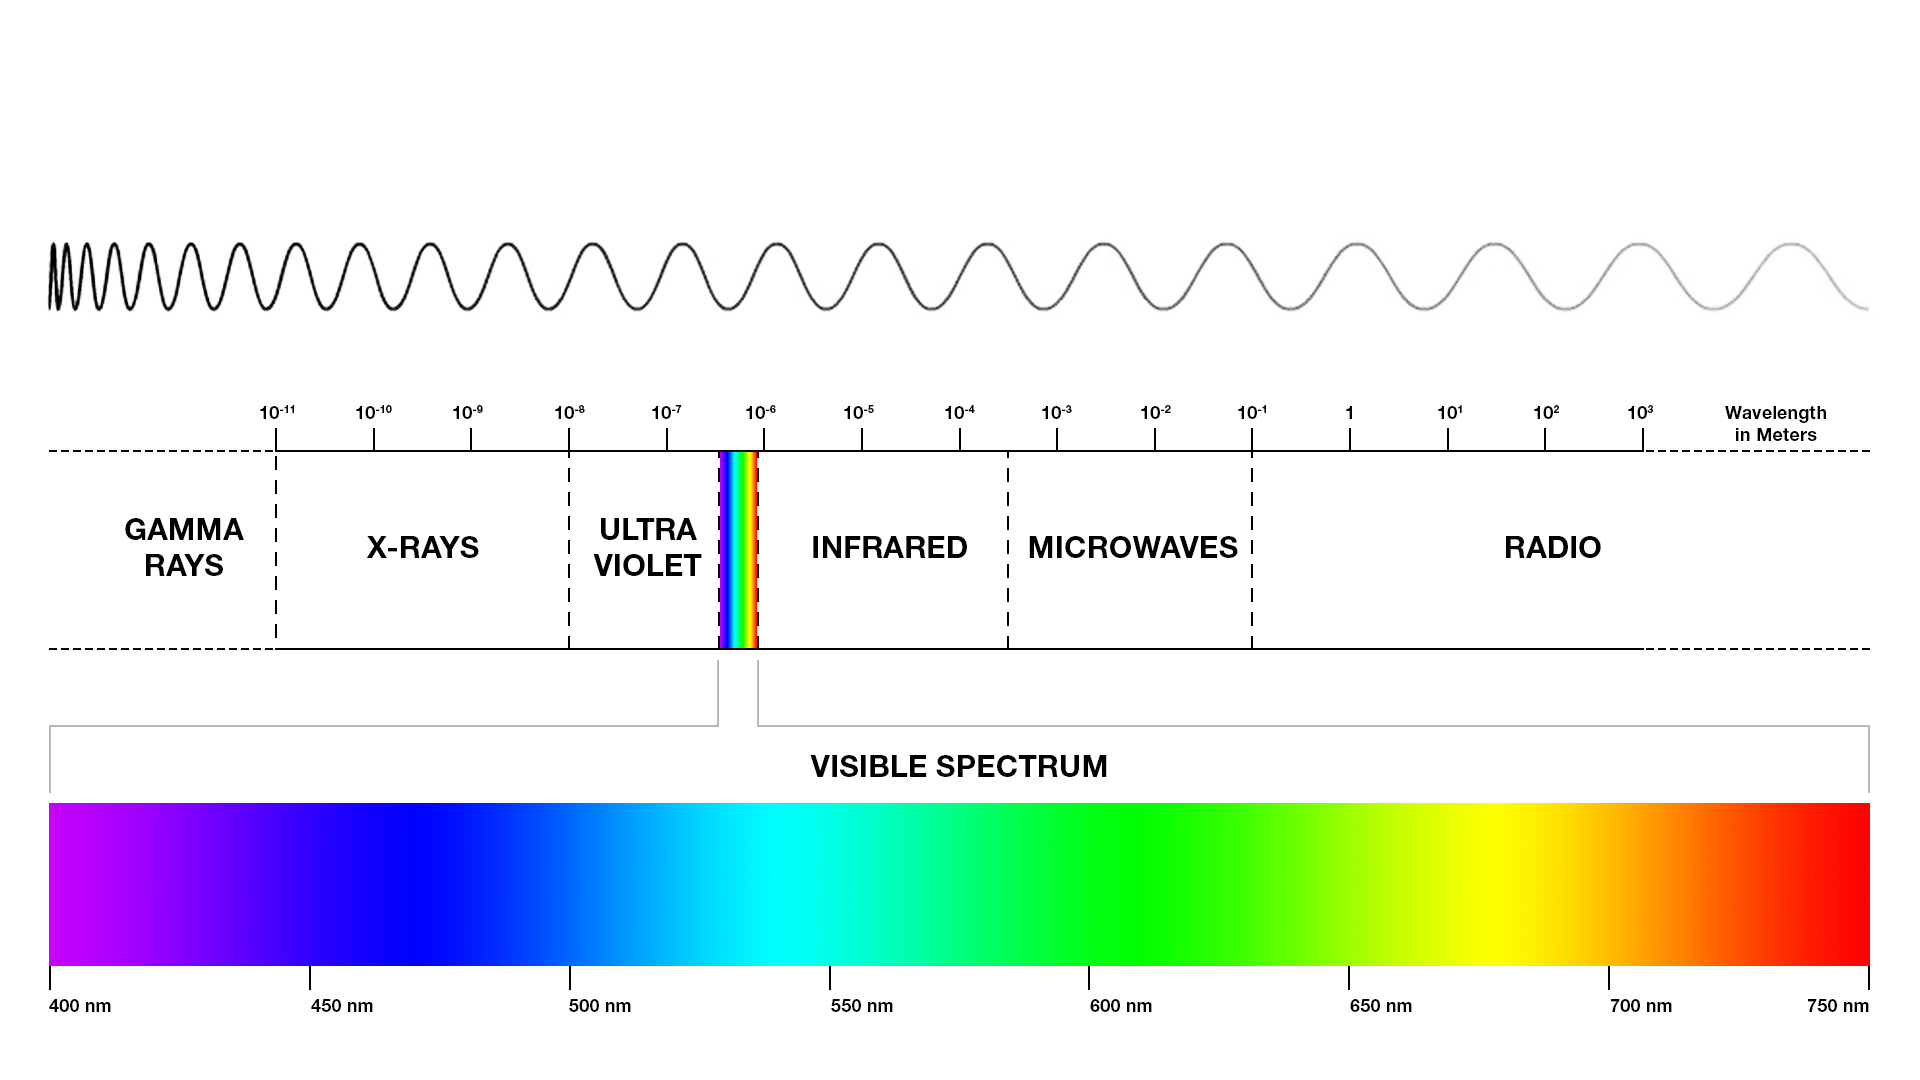 10⁻¹¹ 10⁻¹⁰ 10⁻⁹ 10⁻⁸ 10⁻⁷ 10⁻⁶ 10⁻⁵ 10⁻⁴ 10⁻³ 10⁻² 10⁻¹ 1 10¹ 10² 10³ Wavelength
in Meters
GAMMA
RAYS
X-RAYS
ULTRA
VIOLET
INFRARED
MICROWAVES
RADIO
VISIBLE SPECTRUM
400 nm 450 nm 500 nm 550 nm 600 nm 650 nm 700 nm 750 nm